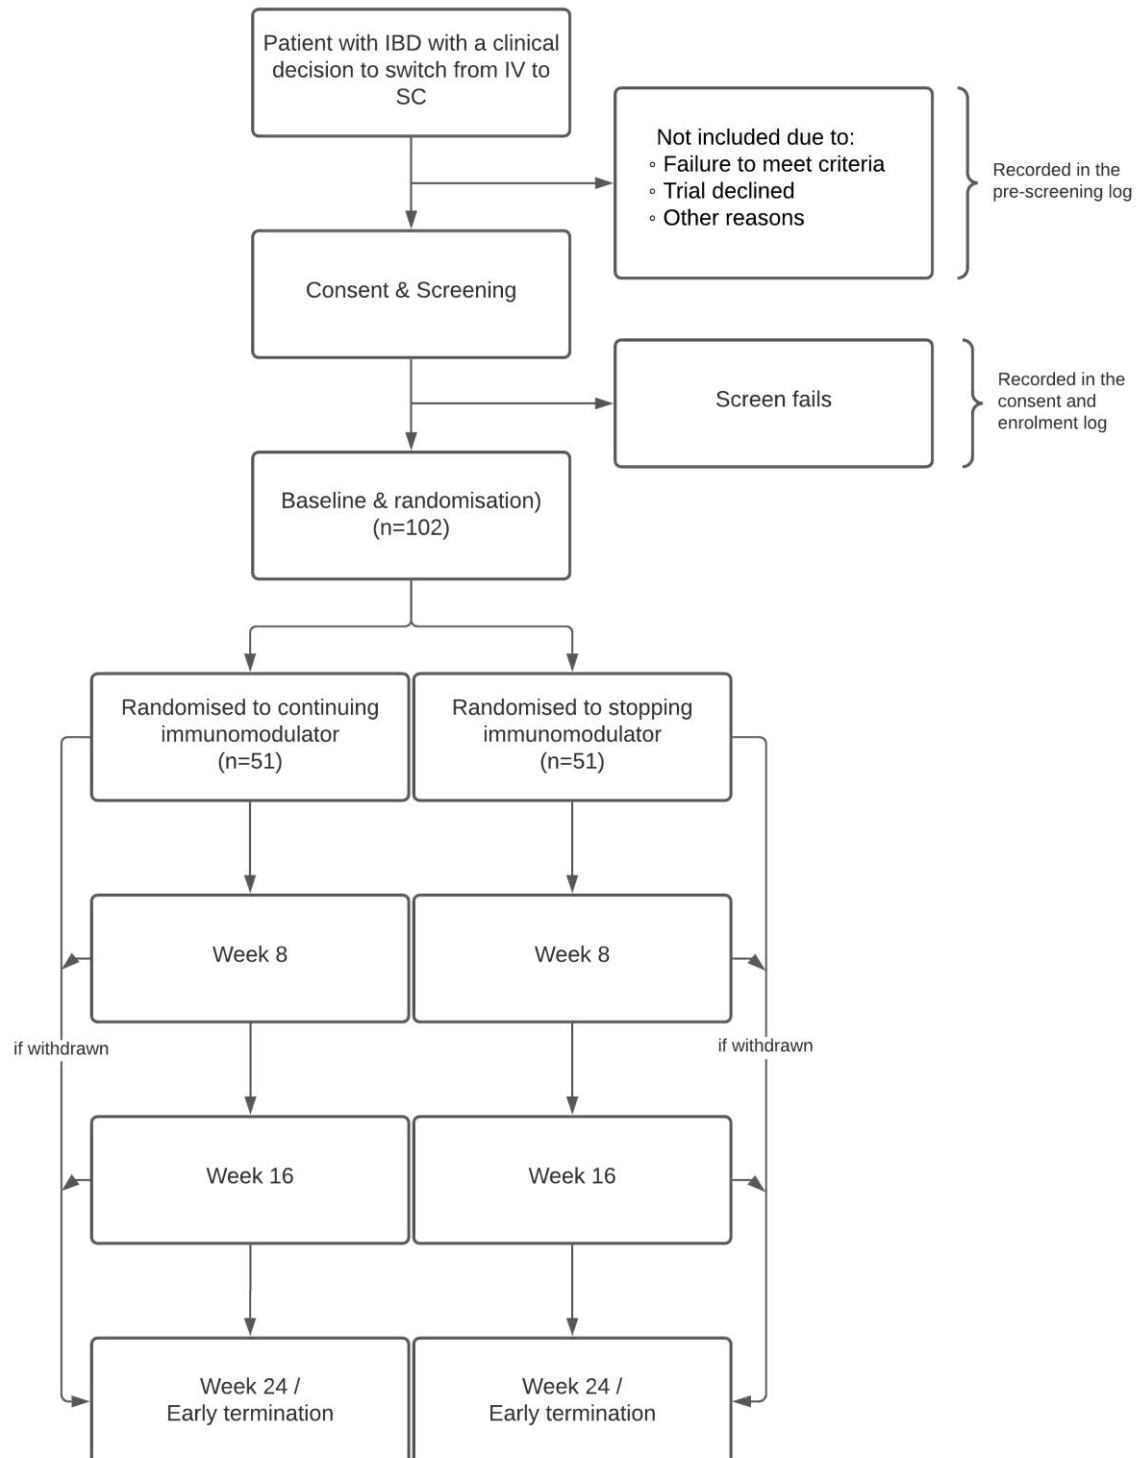 Patient with IBD with a clinical
decision to switch from IV to
SC
Not included due to:
◦ Failure to meet criteria
◦ Trial declined
◦ Other reasons
Recorded in the
pre-screening log
Consent & Screening
Screen fails
Recorded in the
consent and
enrolment log
Baseline & randomisation)
(n=102)
Randomised to continuing
immunomodulator
(n=51)
Randomised to stopping
immunomodulator
(n=51)
Week 8
Week 8
if withdrawn
if withdrawn
Week 16
Week 16
Week 24 /
Early termination
Week 24 /
Early termination